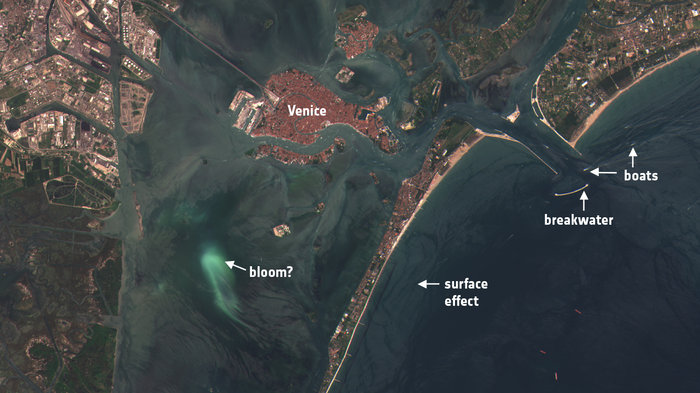 Venice
boats
breakwater
bloom?
surface
effect